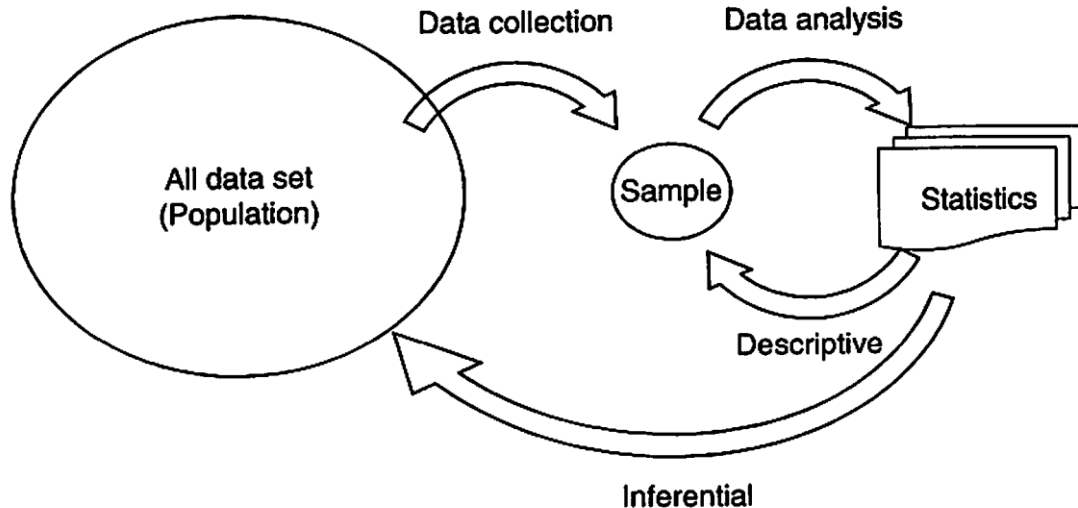 Data collection
Data analysis
All data set
(Population)
Sample
Statistics
Descriptive
Inferential